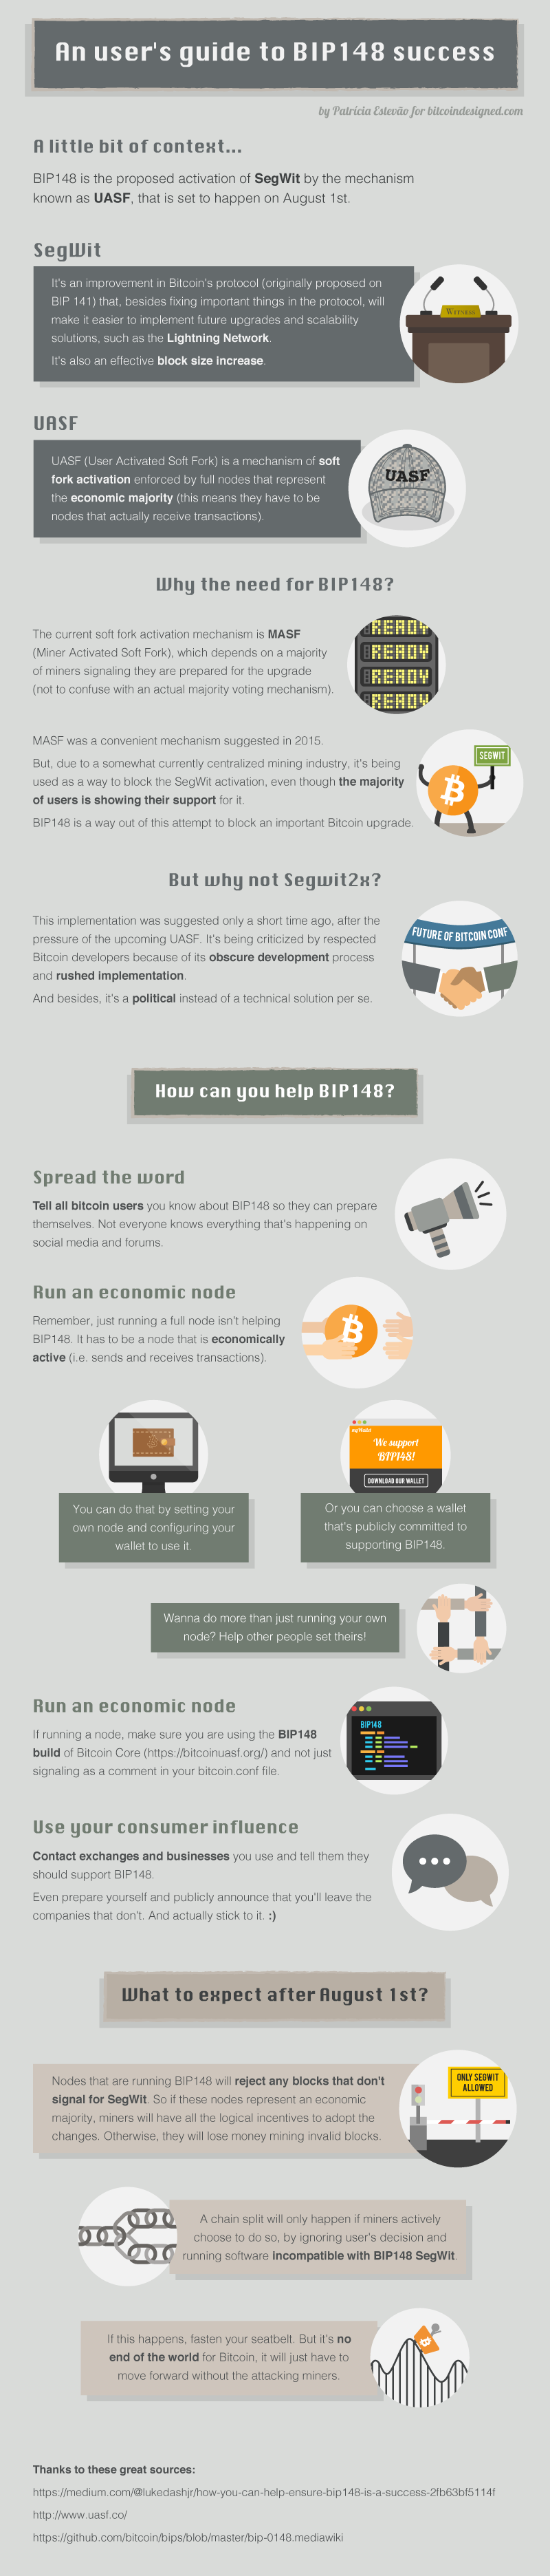 An user's guide to BIP148 success
by Patrícia Estevão for bitcoindesigned.com
A little bit of context...
BIP148 is the proposed activation of SegWit by the mechanism
known as UASF, that is set to happen on August 1st.
SegWit
It's an improvement in Bitcoin's protocol (originally proposed on
BIP 141) that, besides fixing important things in the protocol, will
make it easier to implement future upgrades and scalability
solutions, such as the Lightning Network.
It's also an effective block size increase.
Witness
UASF
UASF (User Activated Soft Fork) is a mechanism of soft
fork activation enforced by full nodes that represent
the economic majority (this means they have to be
nodes that actually receive transactions).
UASF
Why the need for BIP148?
The current soft fork activation mechanism is MASF
(Miner Activated Soft Fork), which depends on a majority
of miners signaling they are prepared for the upgrade
(not to confuse with an actual majority voting mechanism).
READY
READY
READY
READY
MASF was a convenient mechanism suggested in 2015.
But, due to a somewhat currently centralized mining industry, it's being
used as a way to block the SegWit activation, even though the majority
of users is showing their support for it.
BIP148 is a way out of this attempt to block an important Bitcoin upgrade.
SEGWIT
But why not Segwit2x?
This implementation was suggested only a short time ago, after the
pressure of the upcoming UASF. It's being criticized by respected
Bitcoin developers because of its obscure development process
and rushed implementation.
And besides, it's a political instead of a technical solution per se.
FUTURE OF BITCOIN CONF
How can you help BIP148?
Spread the word
Tell all bitcoin users you know about BIP148 so they can prepare
themselves. Not everyone knows everything that's happening on
social media and forums.
Run an economic node
Remember, just running a full node isn't helping
BIP148. It has to be a node that is economically
active (i.e. sends and receives transactions).
You can do that by setting your
own node and configuring your
wallet to use it.
We support
BIP148!
DOWNLOAD OUR WALLET
Or you can choose a wallet
that's publicly committed to
supporting BIP148.
Wanna do more than just running your own
node? Help other people set theirs!
Run an economic node
If running a node, make sure you are using the BIP148
build of Bitcoin Core (https://bitcoinuasf.org/) and not just
signaling as a comment in your bitcoin.conf file.
BIP148
Use your consumer influence
Contact exchanges and businesses you use and tell them they
should support BIP148.
Even prepare yourself and publicly announce that you'll leave the
companies that don't. And actually stick to it. :)
What to expect after August 1st?
Nodes that are running BIP148 will reject any blocks that don't
signal for SegWit. So if these nodes represent an economic
majority, miners will have all the logical incentives to adopt the
changes. Otherwise, they will lose money mining invalid blocks.
ONLY SEGWIT
ALLOWED
A chain split will only happen if miners actively
choose to do so, by ignoring user's decision and
running software incompatible with BIP148 SegWit.
If this happens, fasten your seatbelt. But it's no
end of the world for Bitcoin, it will just have to
move forward without the attacking miners.
Thanks to these great sources:
https://medium.com/@lukedashjr/how-you-can-help-ensure-bip148-is-a-success-2fb63bf5114f
http://www.uasf.co/
https://github.com/bitcoin/bips/blob/master/bip-0148.mediawiki